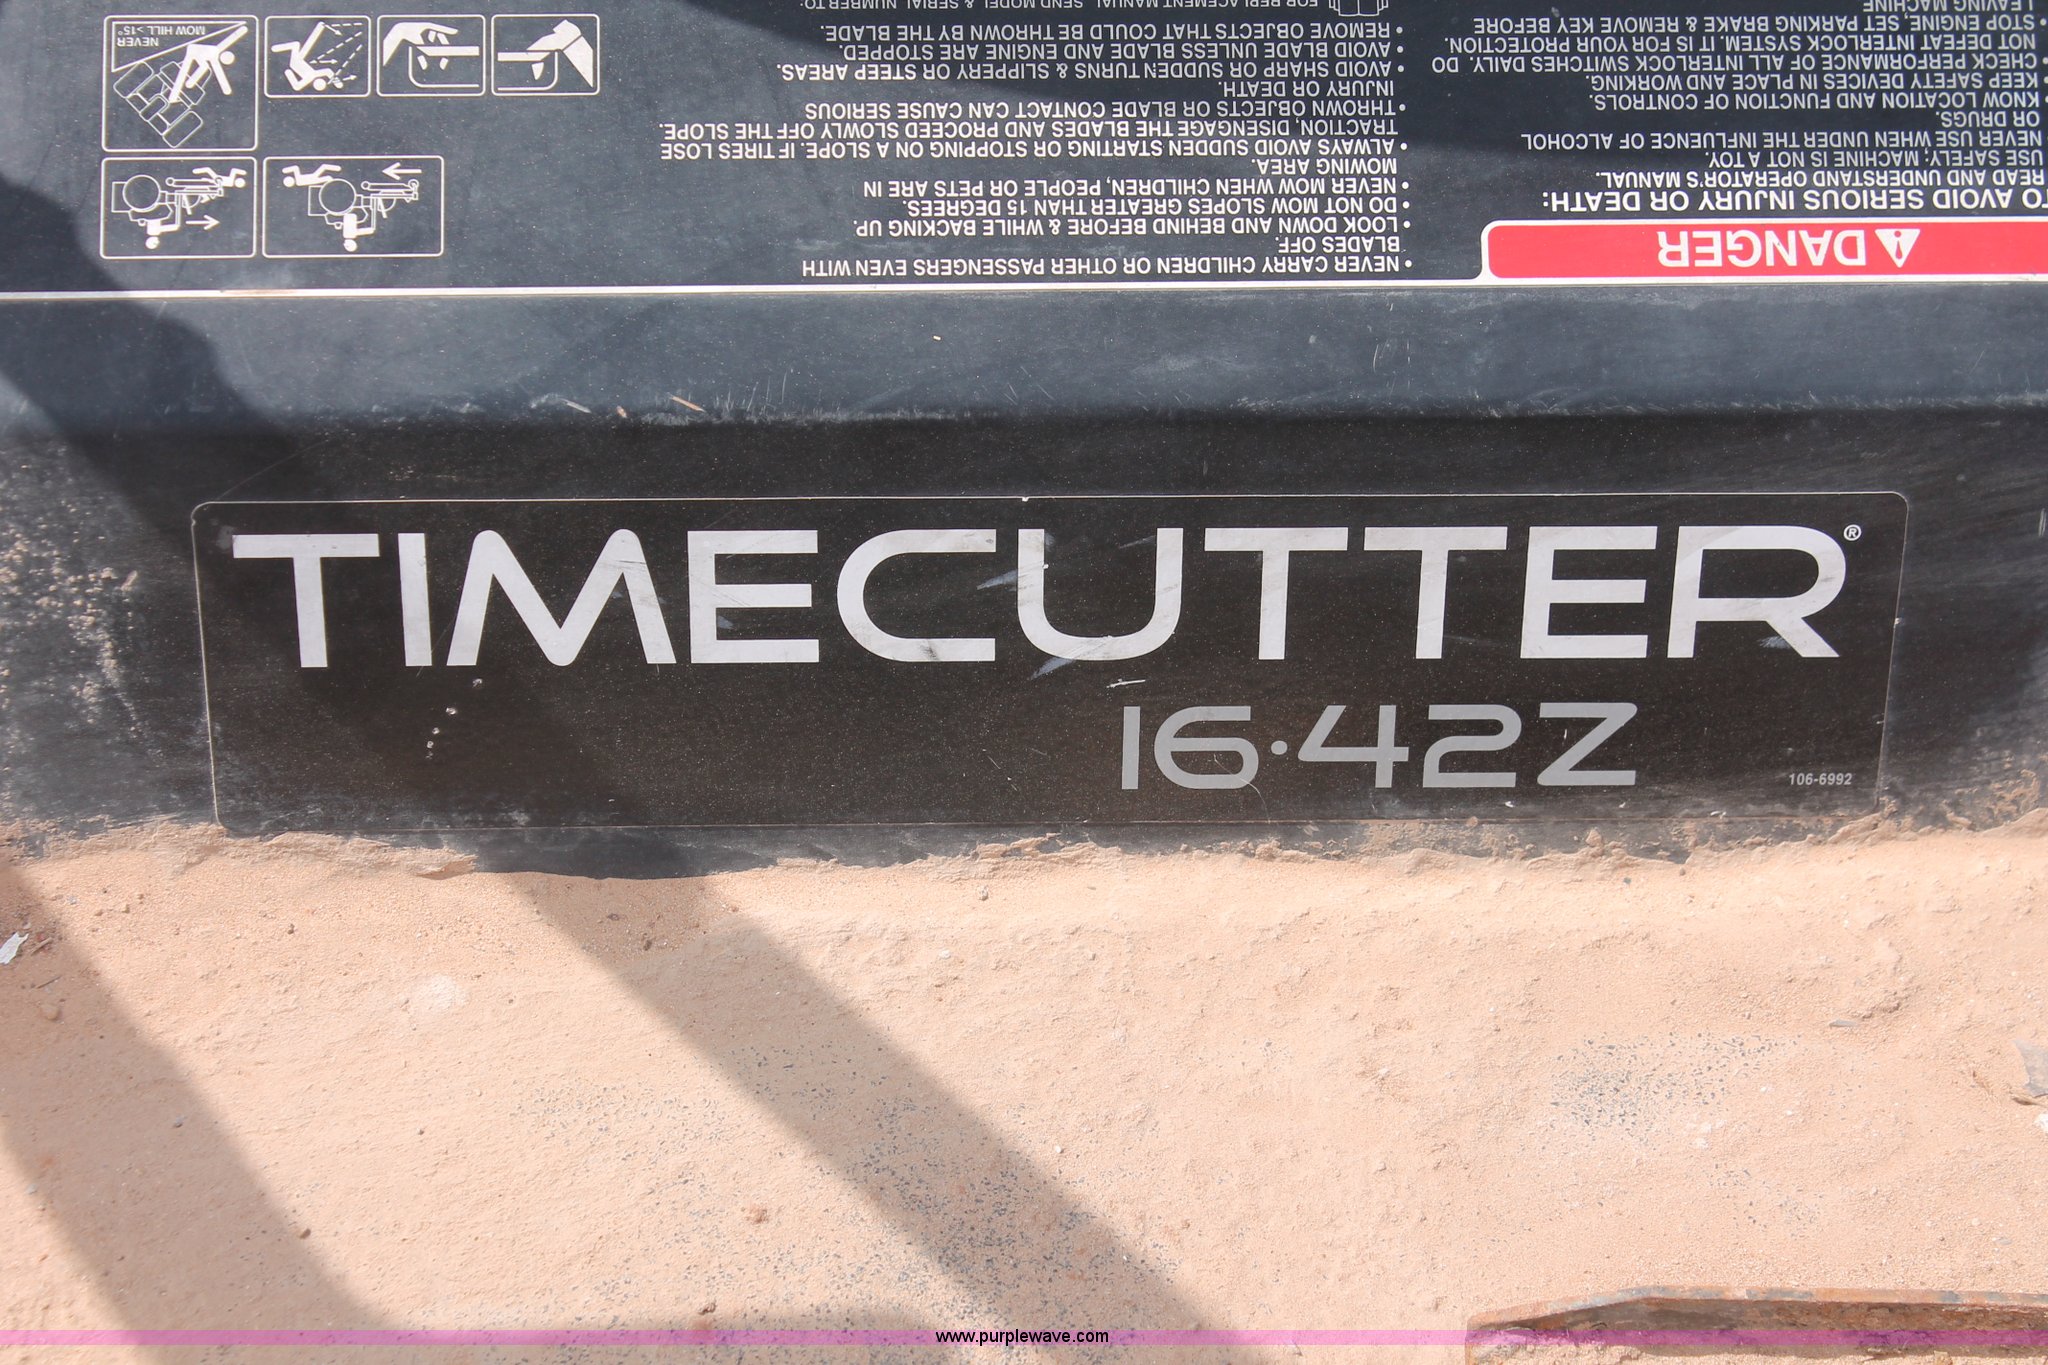 DANGER
TO AVOID SERIOUS INJURY OR DEATH:
READ AND UNDERSTAND OPERATOR'S MANUAL.
USE SAFELY; MACHINE IS NOT A TOY.
NEVER USE WHEN UNDER THE INFLUENCE OF ALCOHOL
OR DRUGS.
• KNOW LOCATION AND FUNCTION OF CONTROLS.
• KEEP SAFETY DEVICES IN PLACE AND WORKING.
• CHECK PERFORMANCE OF ALL INTERLOCK SWITCHES DAILY. DO
NOT DEFEAT INTERLOCK SYSTEM. IT IS FOR YOUR PROTECTION.
• STOP ENGINE, SET PARKING BRAKE & REMOVE KEY BEFORE
LEAVING MACHINE
• NEVER CARRY CHILDREN OR OTHER PASSENGERS EVEN WITH
BLADES OFF.
• LOOK DOWN AND BEHIND BEFORE & WHILE BACKING UP.
• DO NOT MOW SLOPES GREATER THAN 15 DEGREES.
• NEVER MOW WHEN CHILDREN, PEOPLE OR PETS ARE IN
MOWING AREA.
• ALWAYS AVOID SUDDEN STARTING OR STOPPING ON A SLOPE. IF TIRES LOSE
TRACTION, DISENGAGE THE BLADES AND PROCEED SLOWLY OFF THE SLOPE.
• THROWN OBJECTS OR BLADE CONTACT CAN CAUSE SERIOUS
INJURY OR DEATH.
• AVOID SHARP OR SUDDEN TURNS & SLIPPERY OR STEEP AREAS.
• AVOID BLADE UNLESS BLADE AND ENGINE ARE STOPPED.
• REMOVE OBJECTS THAT COULD BE THROWN BY THE BLADE.
FOR REPLACEMENT MANUAL, SEND MODEL & SERIAL NUMBER TO:
NEVER
MOW HILL >15°
TIMECUTTER®
16·42Z
106-6992
www.purplewave.com